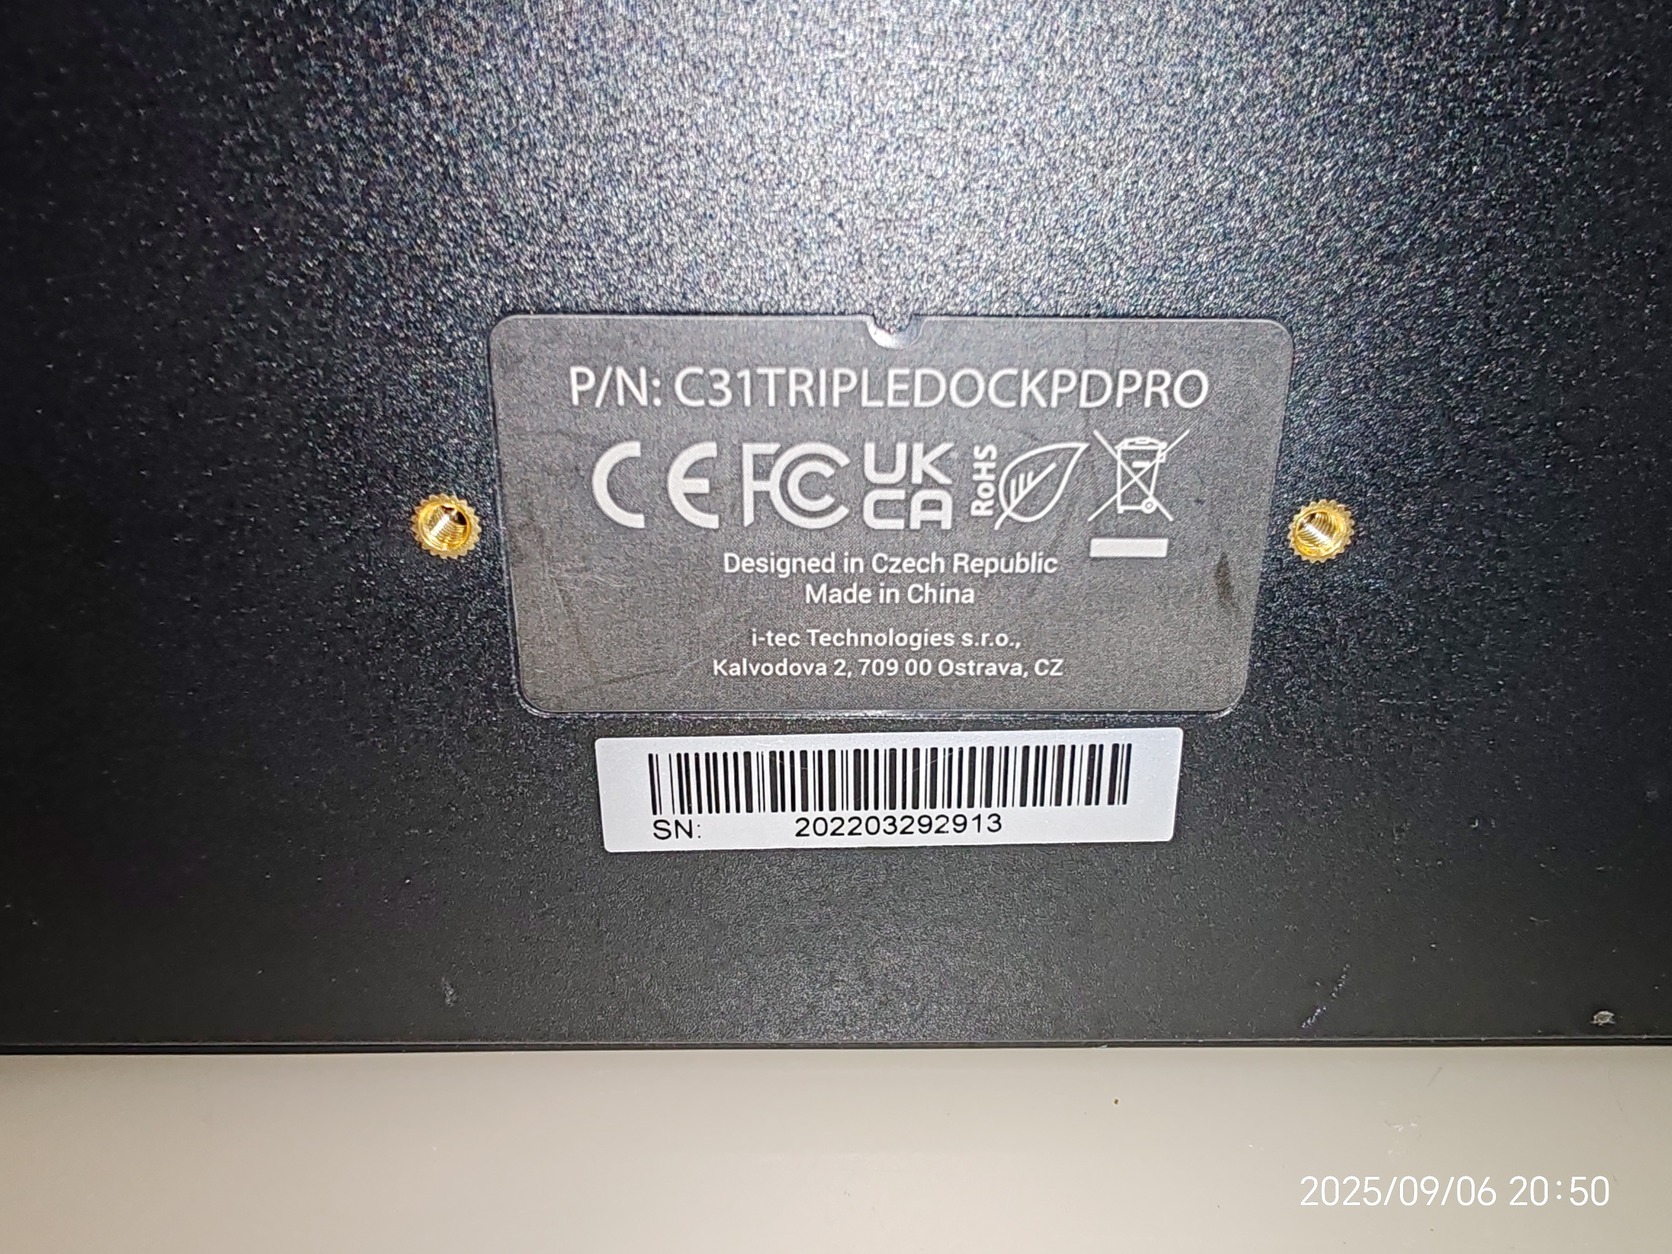 P/N: C31TRIPLEDOCKPDPRO
CE FC UK CA RoHS
Designed in Czech Republic
Made in China
i-tec Technologies s.r.o.,
Kalvodova 2, 709 00 Ostrava, CZ
SN: 202203292913
2025/09/06 20:50